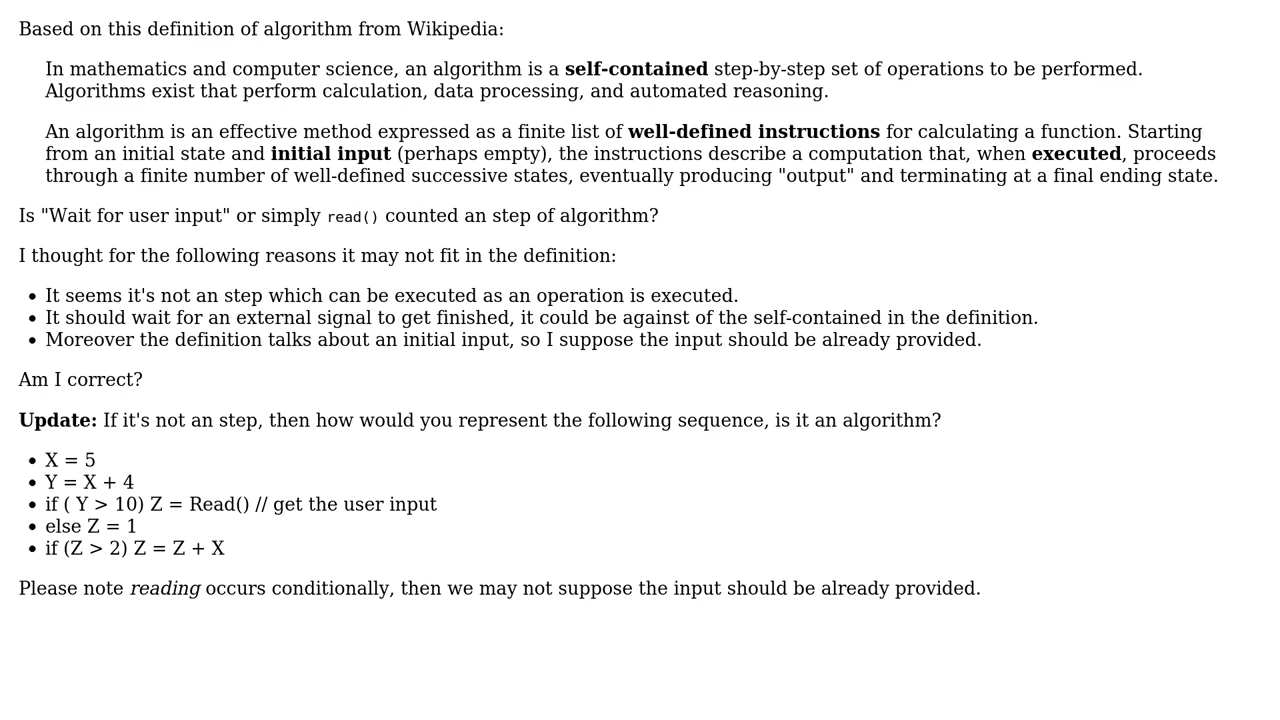 Based on this definition of algorithm from Wikipedia:
In mathematics and computer science, an algorithm is a self-contained step-by-step set of operations to be performed.
Algorithms exist that perform calculation, data processing, and automated reasoning.
An algorithm is an effective method expressed as a finite list of well-defined instructions for calculating a function. Starting
from an initial state and initial input (perhaps empty), the instructions describe a computation that, when executed, proceeds
through a finite number of well-defined successive states, eventually producing "output" and terminating at a final ending state.
Is "Wait for user input" or simply read() counted an step of algorithm?
I thought for the following reasons it may not fit in the definition:
• It seems it's not an step which can be executed as an operation is executed.
• It should wait for an external signal to get finished, it could be against of the self-contained in the definition.
• Moreover the definition talks about an initial input, so I suppose the input should be already provided.
Am I correct?
Update: If it's not an step, then how would you represent the following sequence, is it an algorithm?
• X = 5
• Y = X + 4
• if ( Y > 10) Z = Read() // get the user input
• else Z = 1
• if (Z > 2) Z = Z + X
Please note reading occurs conditionally, then we may not suppose the input should be already provided.